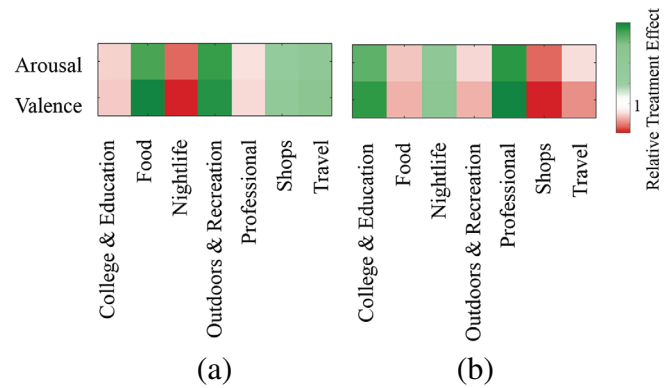 Arousal
Valence
College & Education
Food
Nightlife
Outdoors & Recreation
Professional
Shops
Travel
(a)
College & Education
Food
Nightlife
Outdoors & Recreation
Professional
Shops
Travel
(b)
1
Relative Treatment Effect